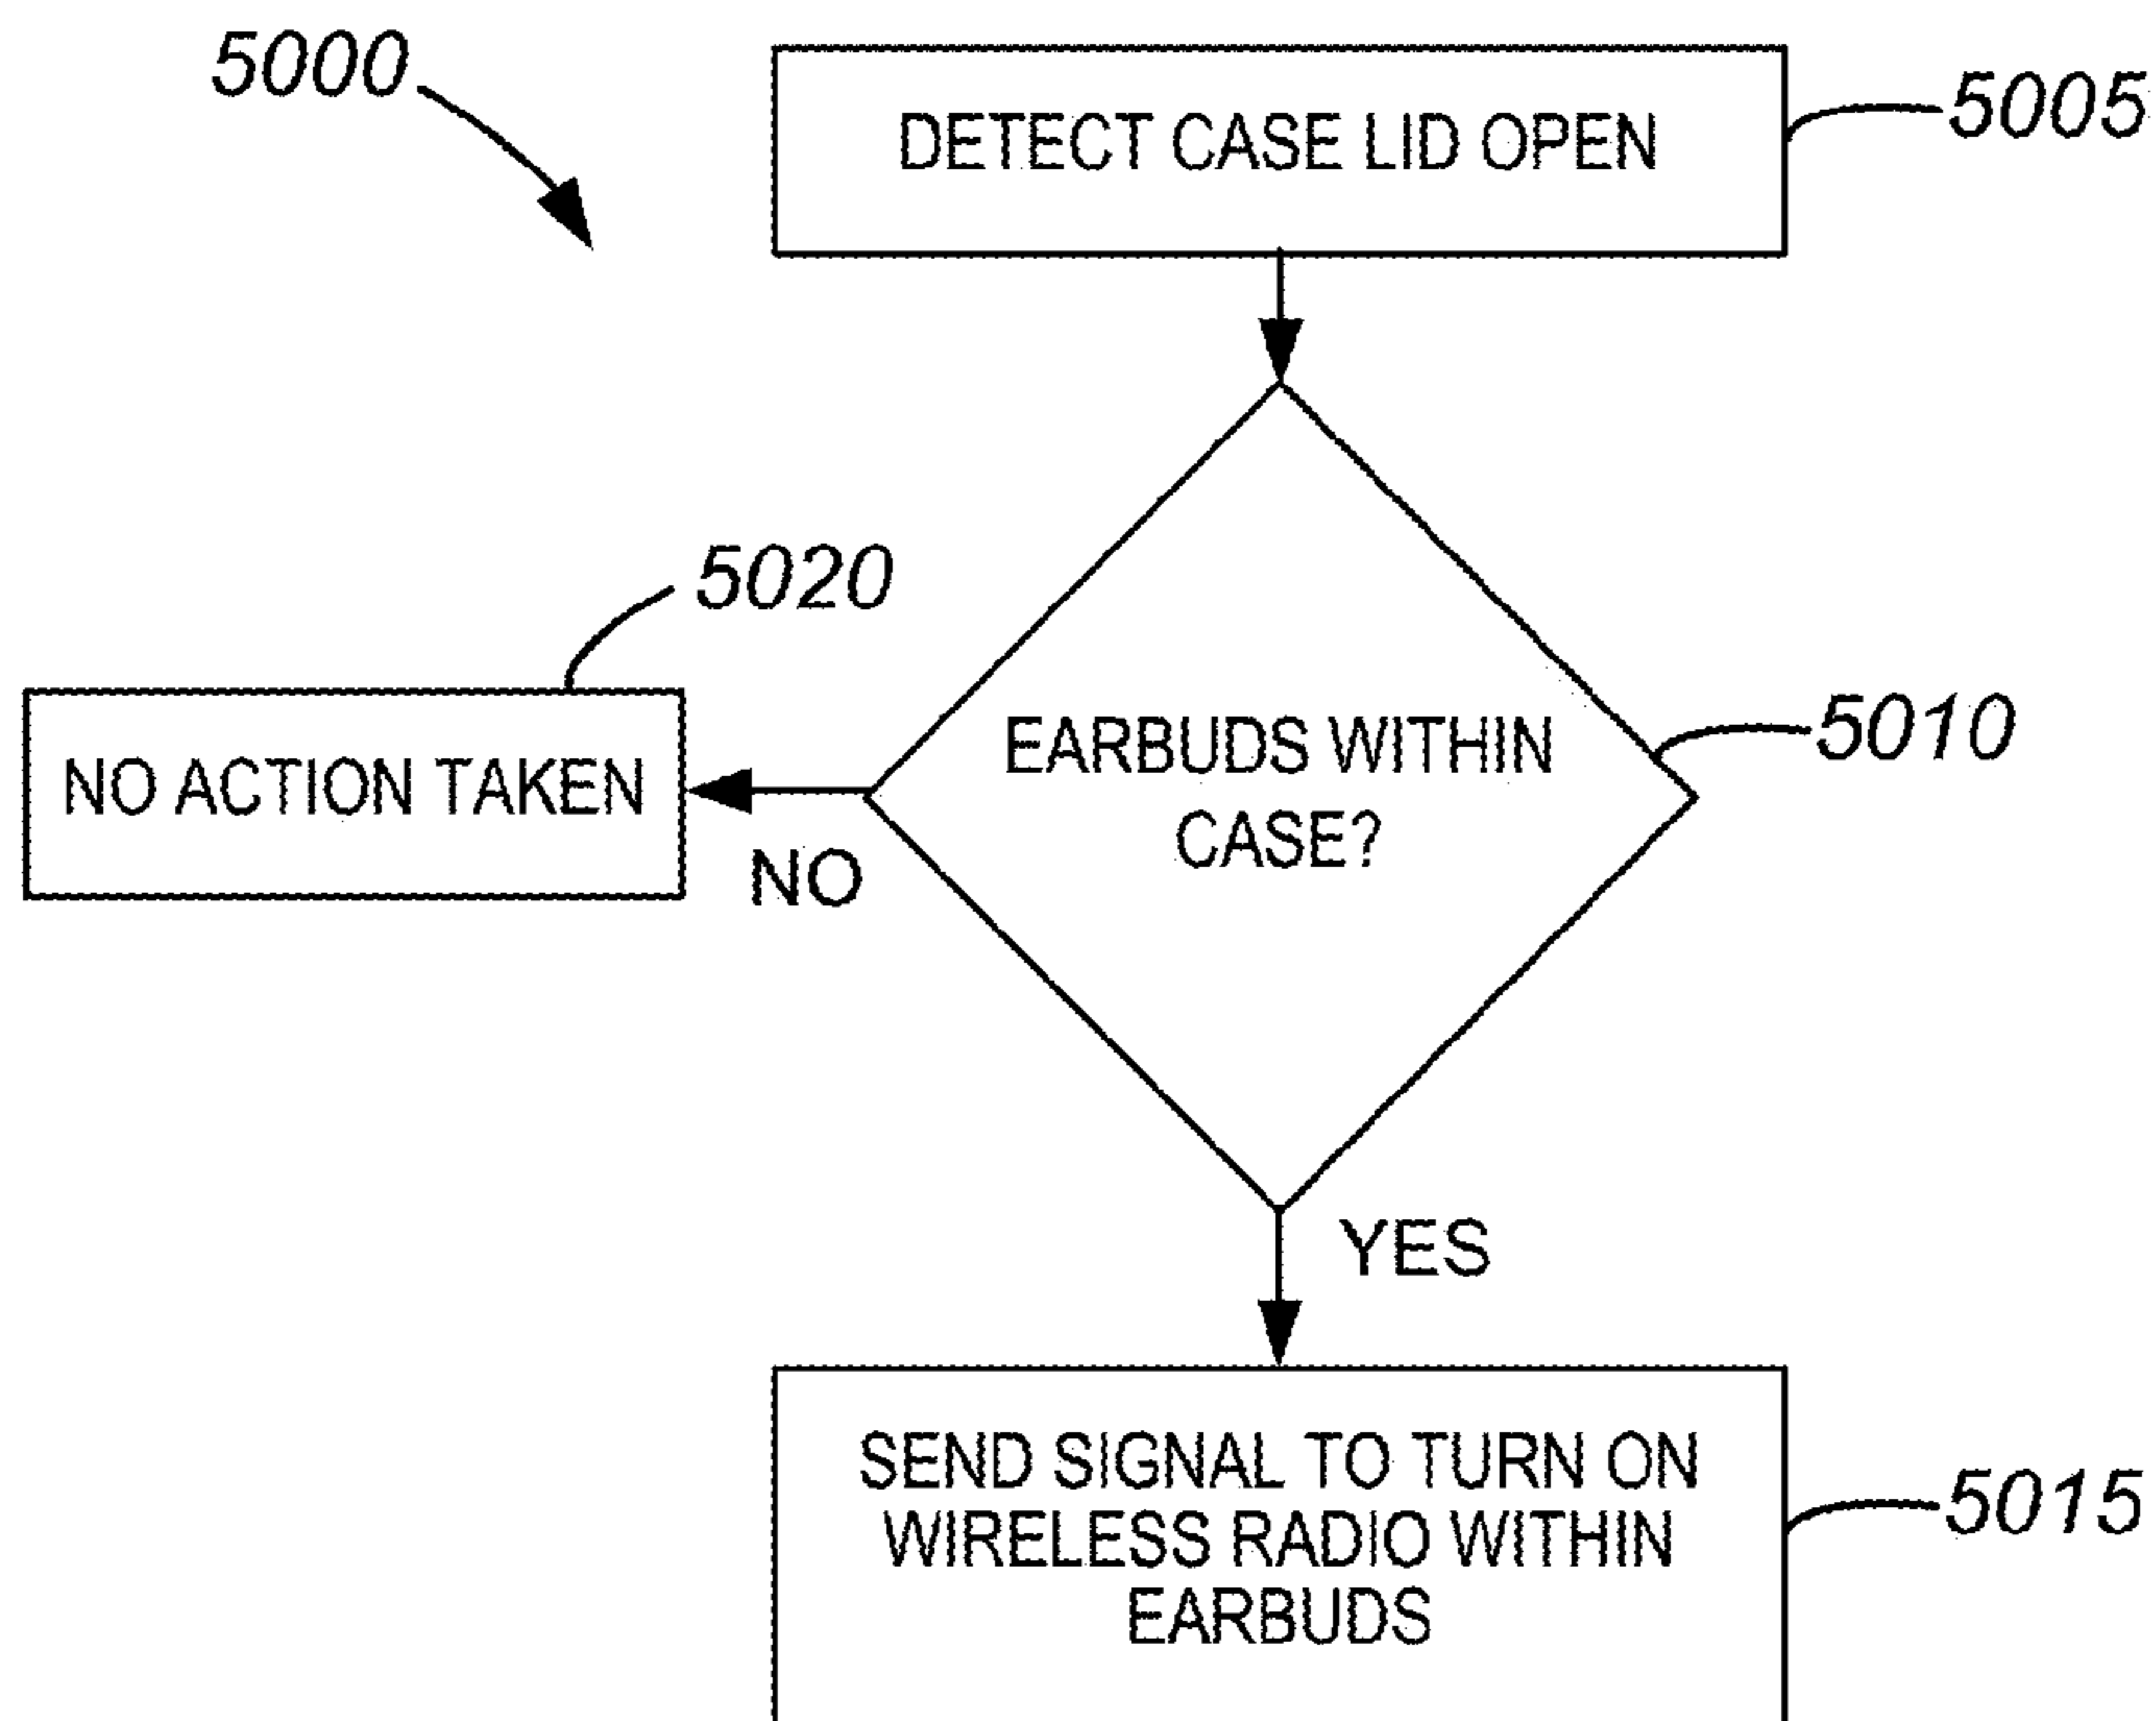 5000
DETECT CASE LID OPEN
5005
5020
NO ACTION TAKEN
NO
EARBUDS WITHIN
CASE?
5010
YES
SEND SIGNAL TO TURN ON
WIRELESS RADIO WITHIN
EARBUDS
5015